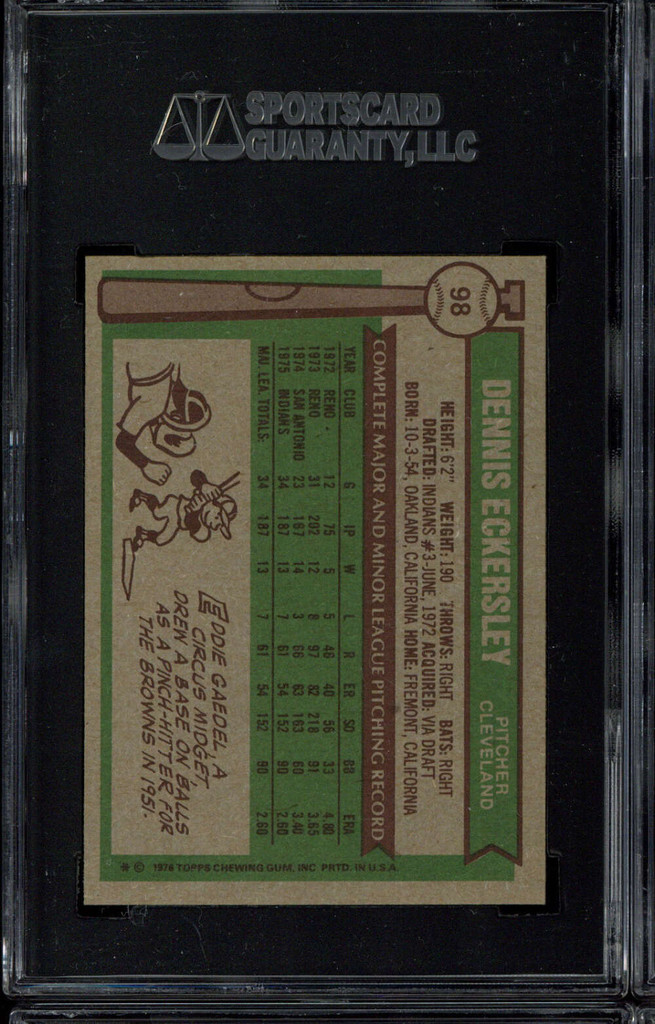 SPORTSCARD
GUARANTY, LLC
98
DENNIS ECKERSLEY
PITCHER
CLEVELAND
HEIGHT: 6'2" WEIGHT: 190 THROWS: RIGHT BATS: RIGHT
DRAFTED: INDIANS #3-JUNE, 1972 ACQUIRED: VIA DRAFT
BORN: 10-3-54, OAKLAND, CALIFORNIA HOME: FREMONT, CALIFORNIA
COMPLETE MAJOR AND MINOR LEAGUE PITCHING RECORD
YEAR CLUB G IP W L R ER SO BB ERA
1972 RENO 12 75 5 5 46 40 56 33 4.80
1973 RENO 31 202 12 8 97 82 218 91 3.65
1974 SAN ANTONIO 23 167 14 3 66 63 163 60 3.40
1975 INDIANS 34 187 13 7 61 54 152 90 2.60
MAJ. LEA. TOTALS: 34 187 13 7 61 54 152 90 2.60
EDDIE GAEDEL, A
CIRCUS MIDGET,
DREW A BASE ON BALLS
AS A PINCH-HITTER FOR
THE BROWNS IN 1951.
* © 1976 TOPPS CHEWING GUM, INC. PRTD. IN U.S.A.